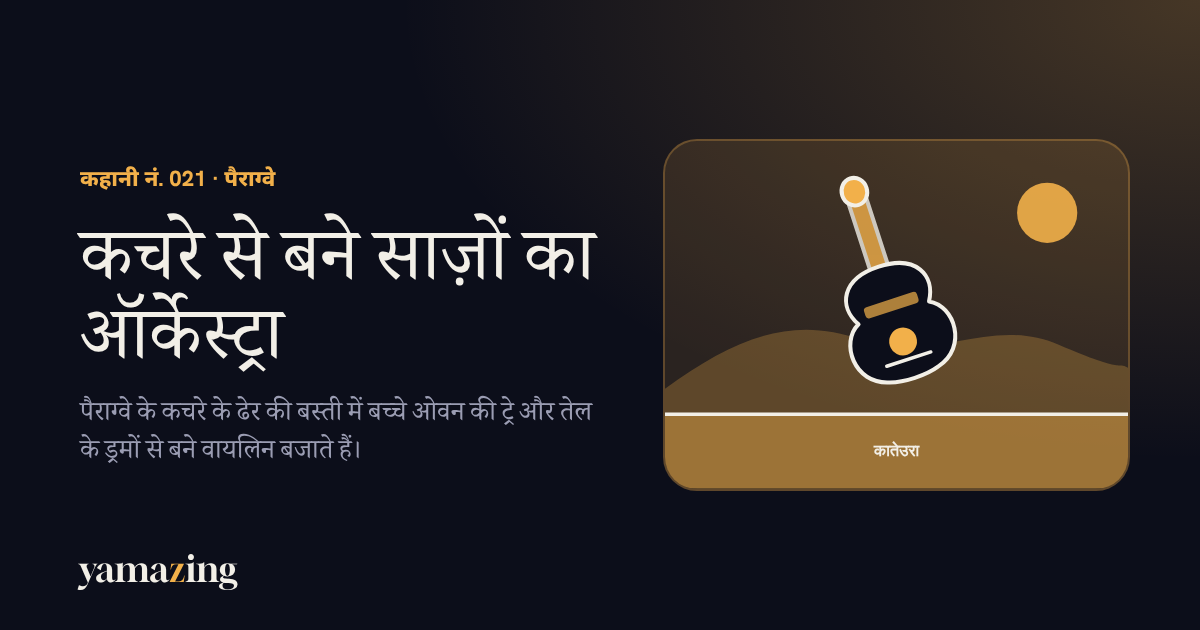 कहानी नं. 021 · पैराग्वे
कचरे से बने साज़ों का
ऑर्केस्ट्रा
पैराग्वे के कचरे के ढेर की बस्ती में बच्चे ओवन की ट्रे और तेल
के ड्रमों से बने वायलिन बजाते हैं।
कातेउरा
yamazing